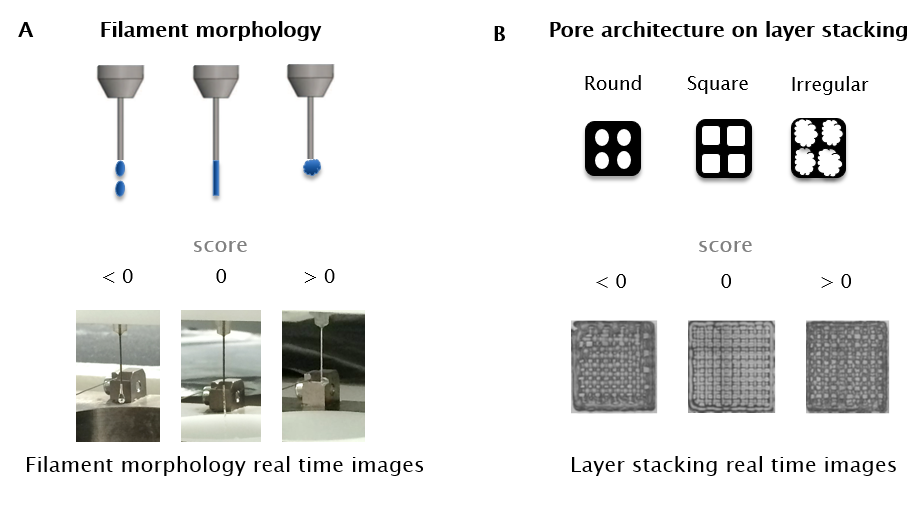 A
Filament morphology
score
< 0
0
> 0
Filament morphology real time images
B
Pore architecture on layer stacking
Round
Square
Irregular
score
< 0
0
> 0
Layer stacking real time images